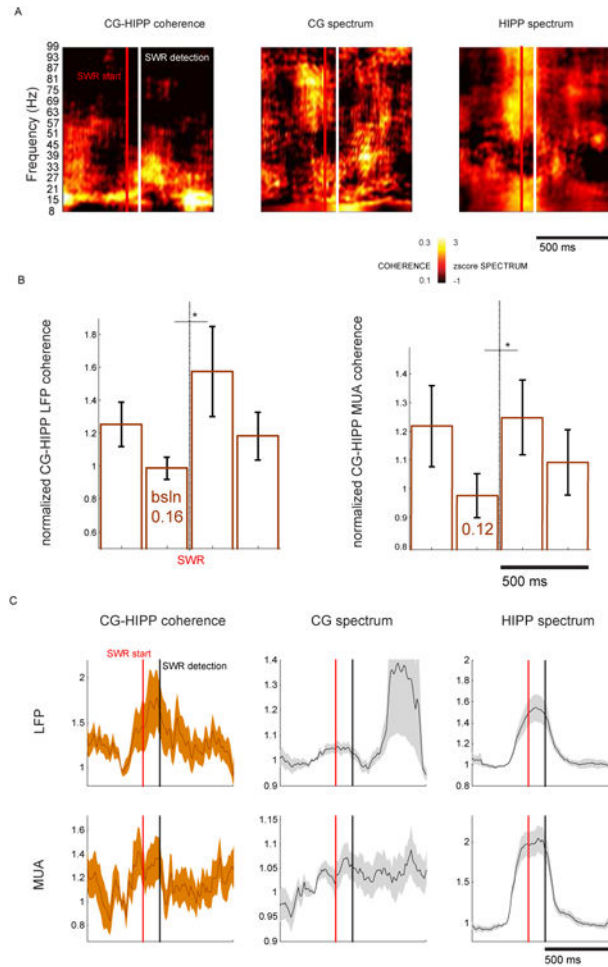 A
CG-HIPP coherence
CG spectrum
HIPP spectrum
Frequency (Hz)
99
93
87
81
75
69
63
57
51
45
39
33
27
21
15
8
SWR start
SWR detection
500 ms
0.3
3
COHERENCE
zscore SPECTRUM
0.1
-1
B
normalized CG-HIPP LFP coherence
1.8
1.6
1.4
1.2
1
0.8
0.6
*
bsln
0.16
SWR
normalized CG-HIPP MUA coherence
1.4
1.3
1.2
1.1
1
0.9
0.8
*
0.12
500 ms
C
CG-HIPP coherence
CG spectrum
HIPP spectrum
SWR start
SWR detection
LFP
2
1.5
1
1.4
1.3
1.2
1.1
1
0.9
2
1.8
1.6
1.4
1.2
1
0.8
MUA
1.6
1.4
1.2
1
0.8
1.15
1.1
1.05
1
0.95
0.9
2
1.5
1
500 ms